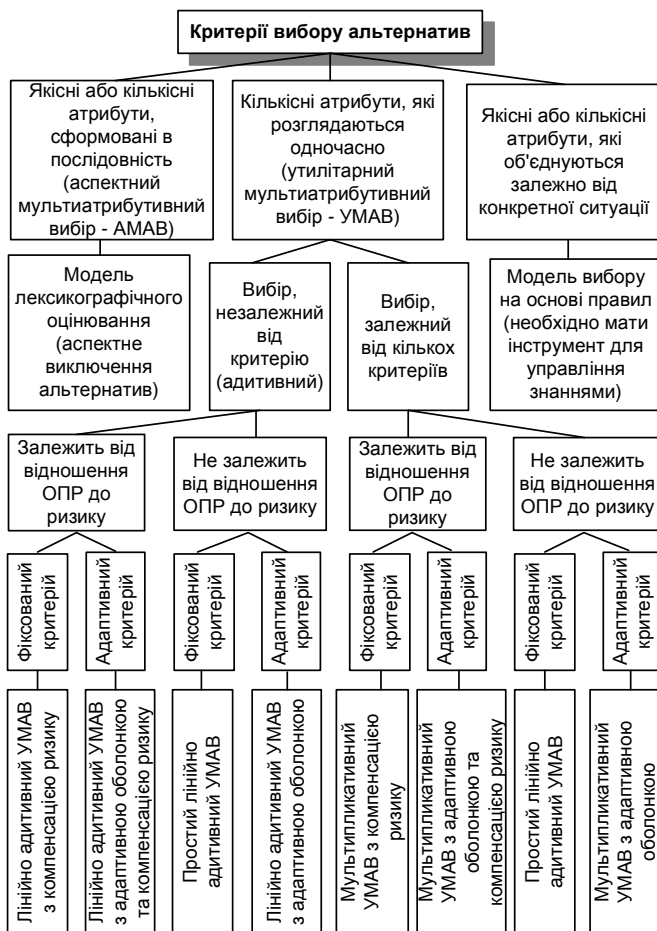 Критерії вибору альтернатив
Якісні або кількісні
атрибути,
сформовані в
послідовність
(аспектний
мультиатрибутивний
вибір - АМАВ)
Кількісні атрибути, які
розглядаються
одночасно
(утилітарний
мультиатрибутивний
вибір - УМАВ)
Якісні або кількісні
атрибути, які
об'єднуються
залежно від
конкретної ситуації
Модель
лексикографічного
оцінювання
(аспектне
виключення
альтернатив)
Вибір,
незалежний
від
критерію
(адитивний)
Вибір,
залежний
від кількох
критеріїв
Модель вибору
на основі правил
(необхідно мати
інструмент для
управління
знаннями)
Залежить від
відношення
ОПР до
ризику
Не залежить
від відношення
ОПР до ризику
Залежить від
відношення
ОПР до
ризику
Не залежить
від відношення
ОПР до ризику
Фіксований
критерій
Адаптивний
критерій
Фіксований
критерій
Адаптивний
критерій
Фіксований
критерій
Адаптивний
критерій
Фіксований
критерій
Адаптивний
критерій
Лінійно адитивний УМАВ
з компенсацією ризику
Лінійно адитивний УМАВ
з адаптивною оболонкою
та компенсацією ризику
Простий лінійно
адитивний УМАВ
Лінійно адитивний УМАВ
з адаптивною оболонкою
Мультипликативний
УМАВ з компенсацією
ризику
Мультипликативний
УМАВ з адаптивною
оболонкою та
компенсацією ризику
Простий лінійно
адитивний УМАВ
Мультипликативний
УМАВ з адаптивною
оболонкою